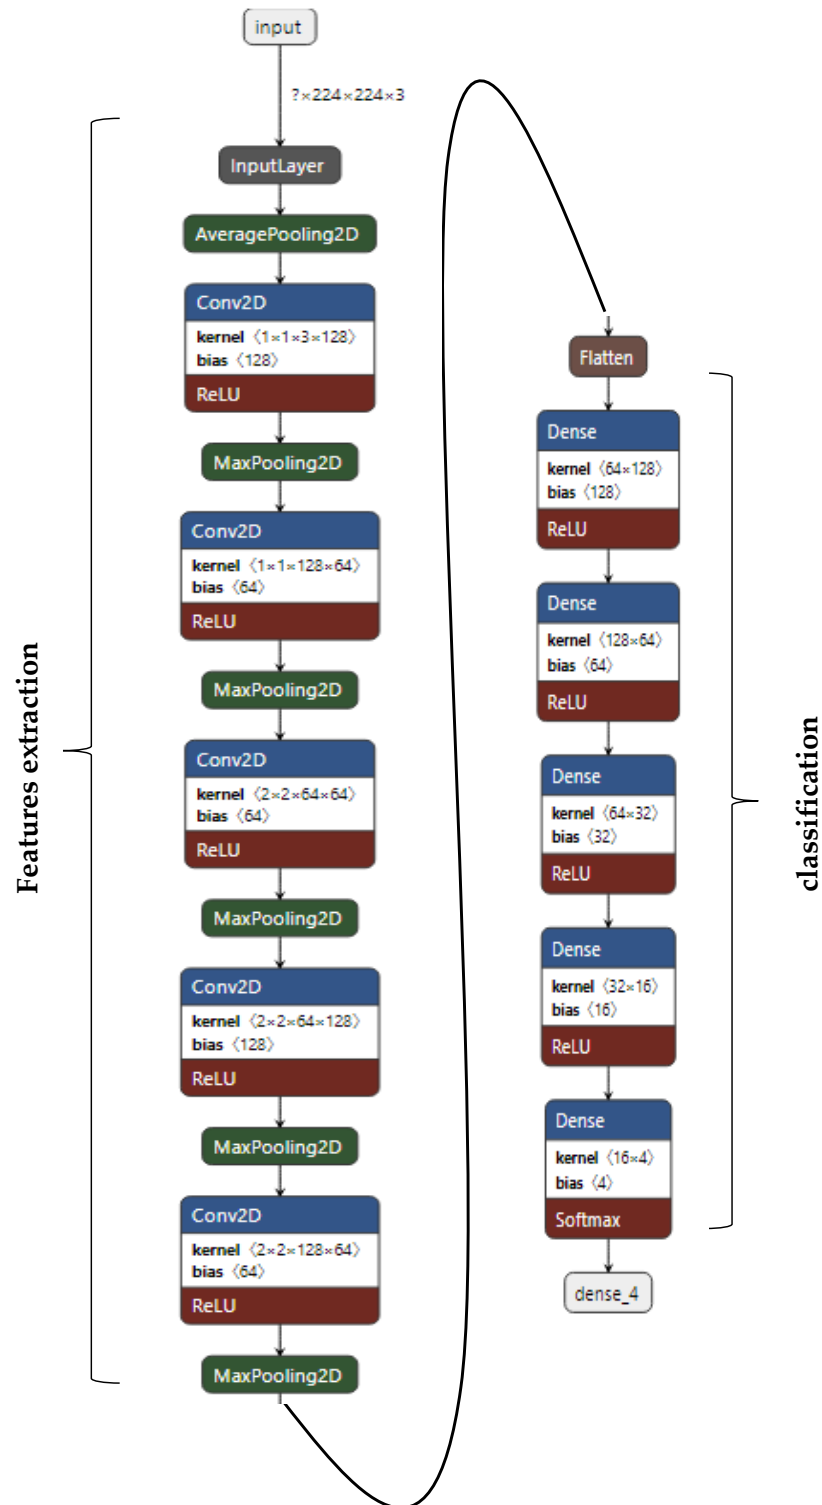 input
?×224×224×3
InputLayer
AveragePooling2D
Conv2D
kernel ⟨1×1×3×128⟩
bias ⟨128⟩
ReLU
MaxPooling2D
Conv2D
kernel ⟨1×1×128×64⟩
bias ⟨64⟩
ReLU
MaxPooling2D
Conv2D
kernel ⟨2×2×64×64⟩
bias ⟨64⟩
ReLU
MaxPooling2D
Conv2D
kernel ⟨2×2×64×128⟩
bias ⟨128⟩
ReLU
MaxPooling2D
Conv2D
kernel ⟨2×2×128×64⟩
bias ⟨64⟩
ReLU
MaxPooling2D
Features extraction
Flatten
Dense
kernel ⟨64×128⟩
bias ⟨128⟩
ReLU
Dense
kernel ⟨128×64⟩
bias ⟨64⟩
ReLU
Dense
kernel ⟨64×32⟩
bias ⟨32⟩
ReLU
Dense
kernel ⟨32×16⟩
bias ⟨16⟩
ReLU
Dense
kernel ⟨16×4⟩
bias ⟨4⟩
Softmax
dense_4
classification